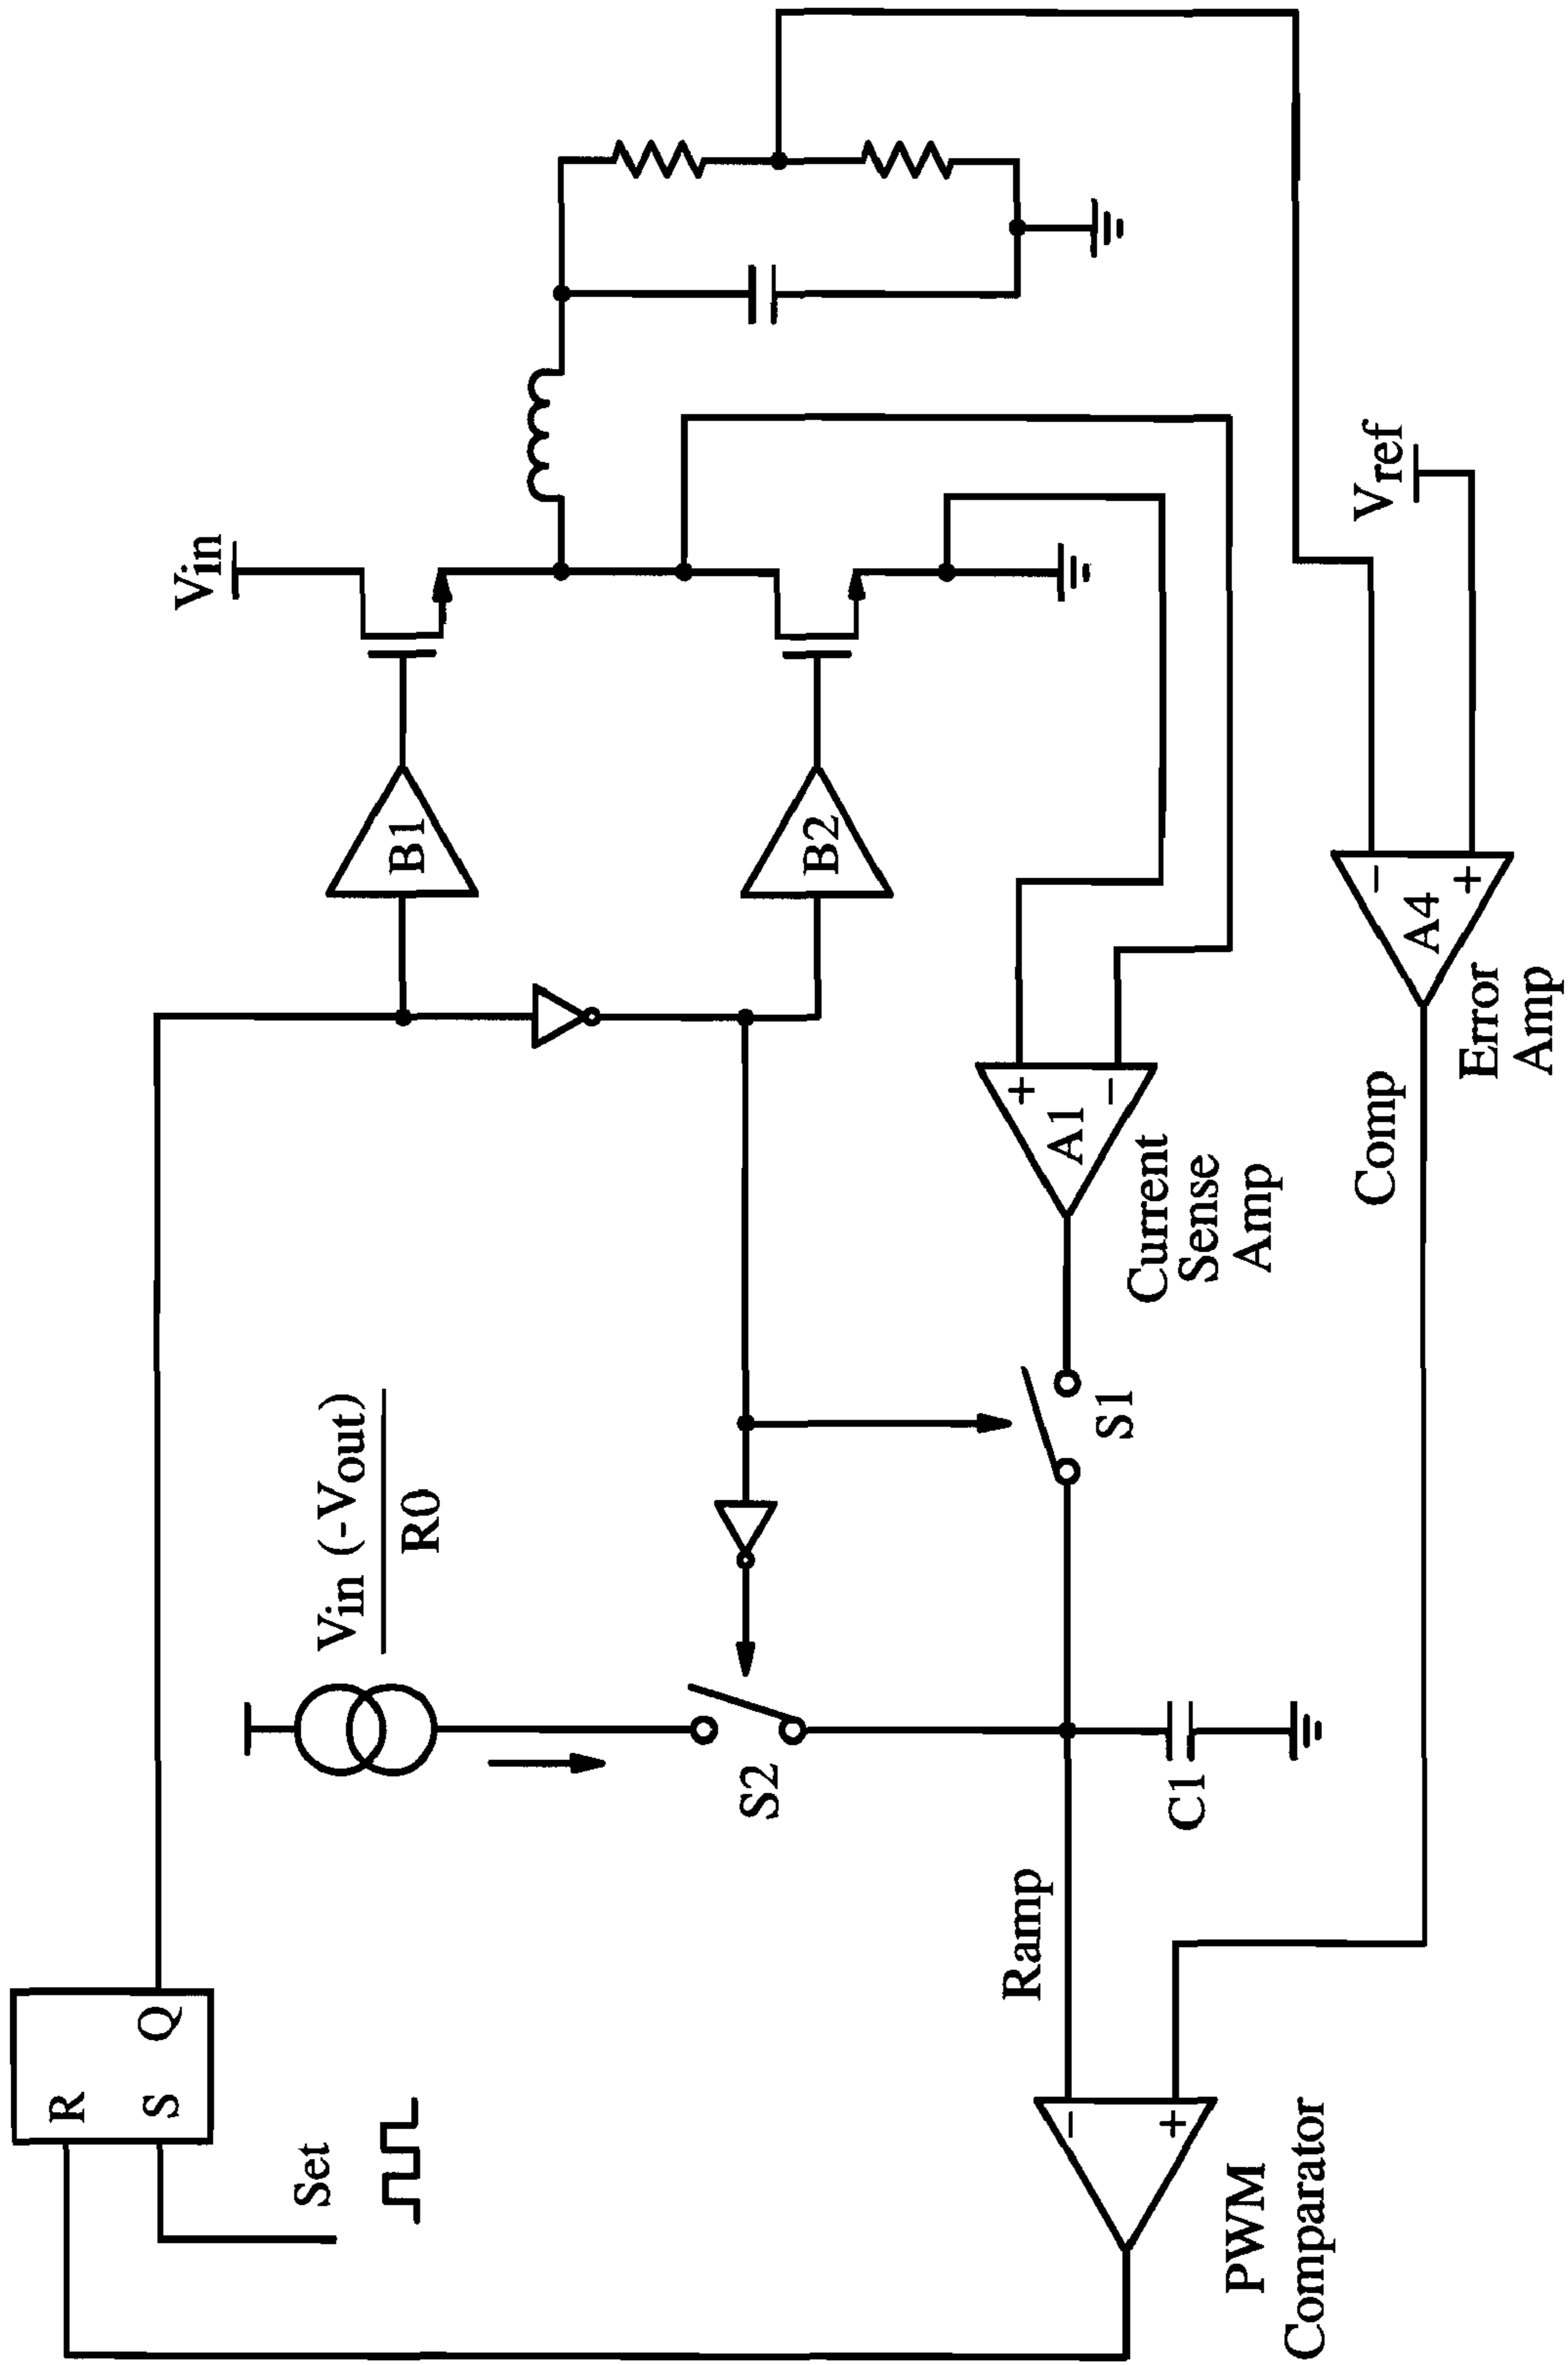 R
S
Q
Set
Vin (-Vout)
R0
Vin
B1
B2
S2
S1
Ramp
C1
+
−
A1
Current
Sense
Amp
−
+
PWM
Comparator
Comp
Vref
−
+
A4
Error
Amp